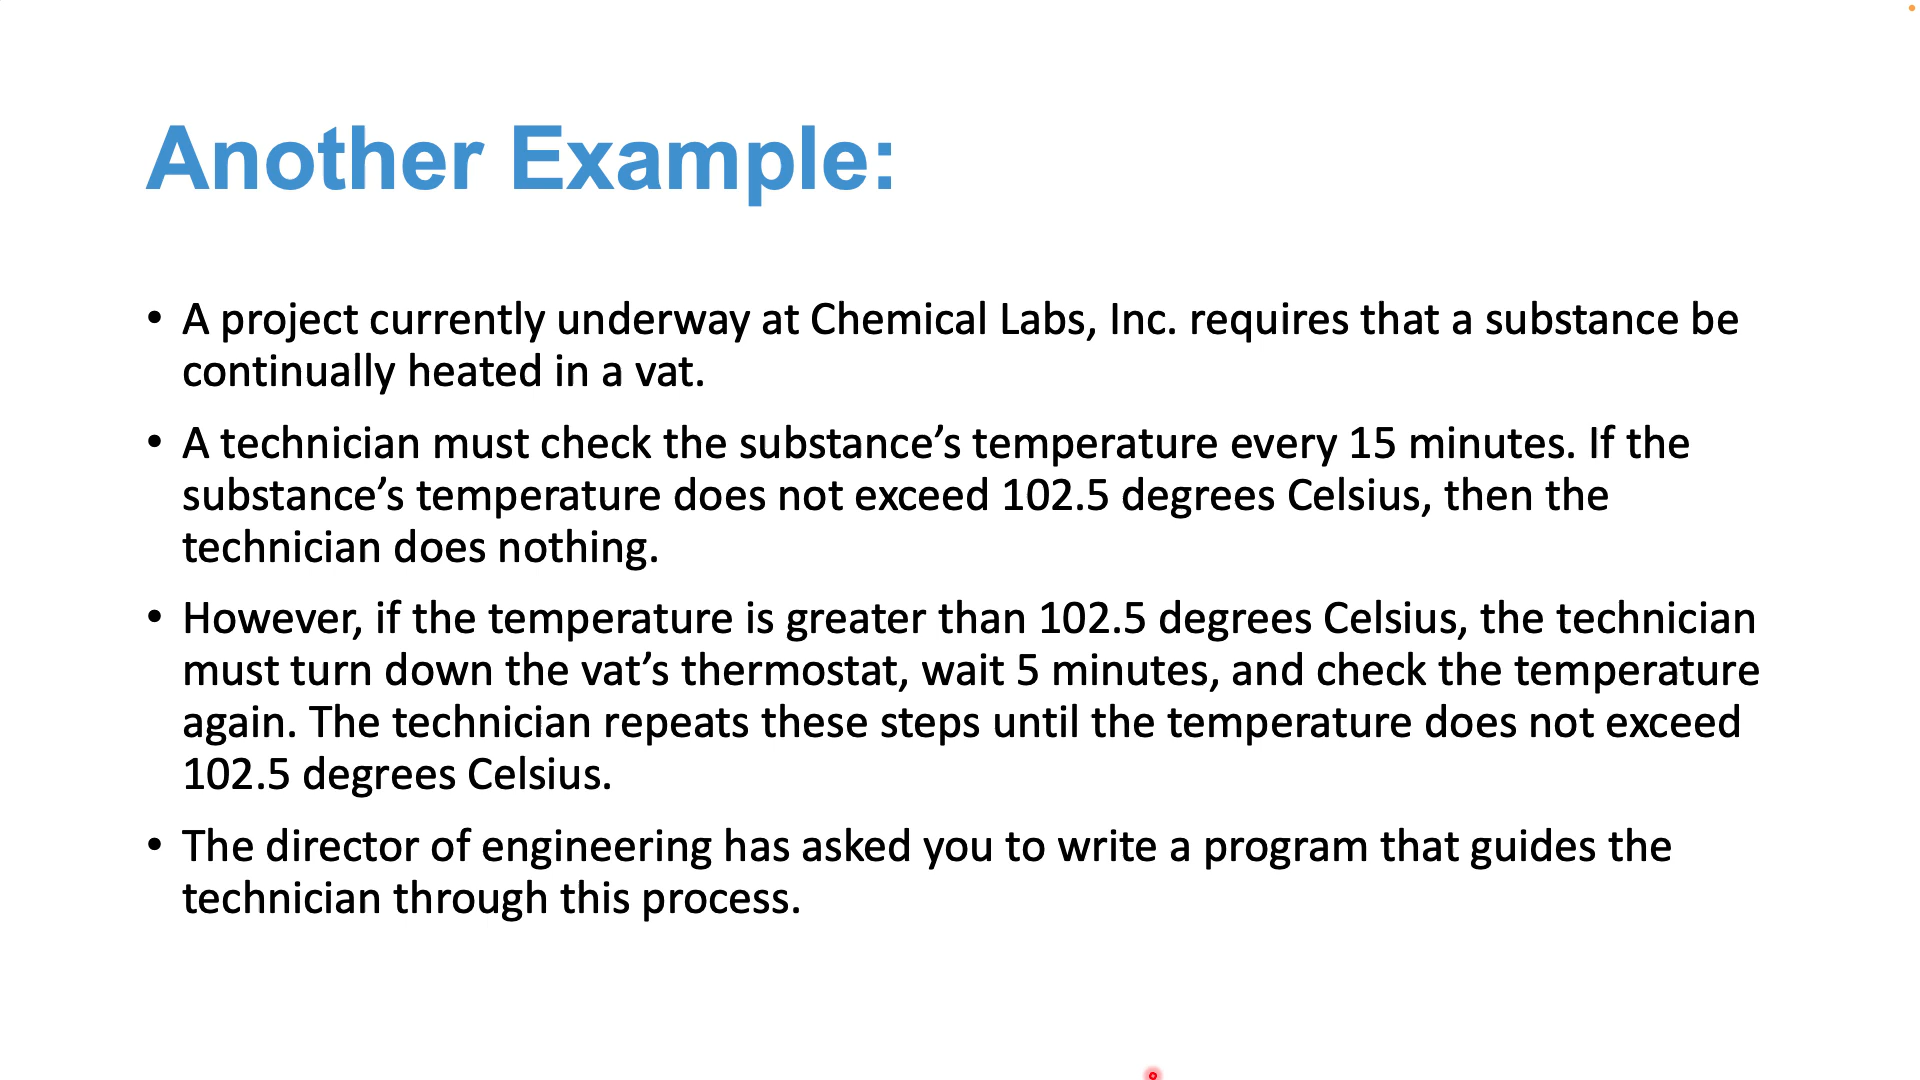 Another Example:
• A project currently underway at Chemical Labs, Inc. requires that a substance be
continually heated in a vat.
• A technician must check the substance’s temperature every 15 minutes. If the
substance’s temperature does not exceed 102.5 degrees Celsius, then the
technician does nothing.
• However, if the temperature is greater than 102.5 degrees Celsius, the technician
must turn down the vat’s thermostat, wait 5 minutes, and check the temperature
again. The technician repeats these steps until the temperature does not exceed
102.5 degrees Celsius.
• The director of engineering has asked you to write a program that guides the
technician through this process.